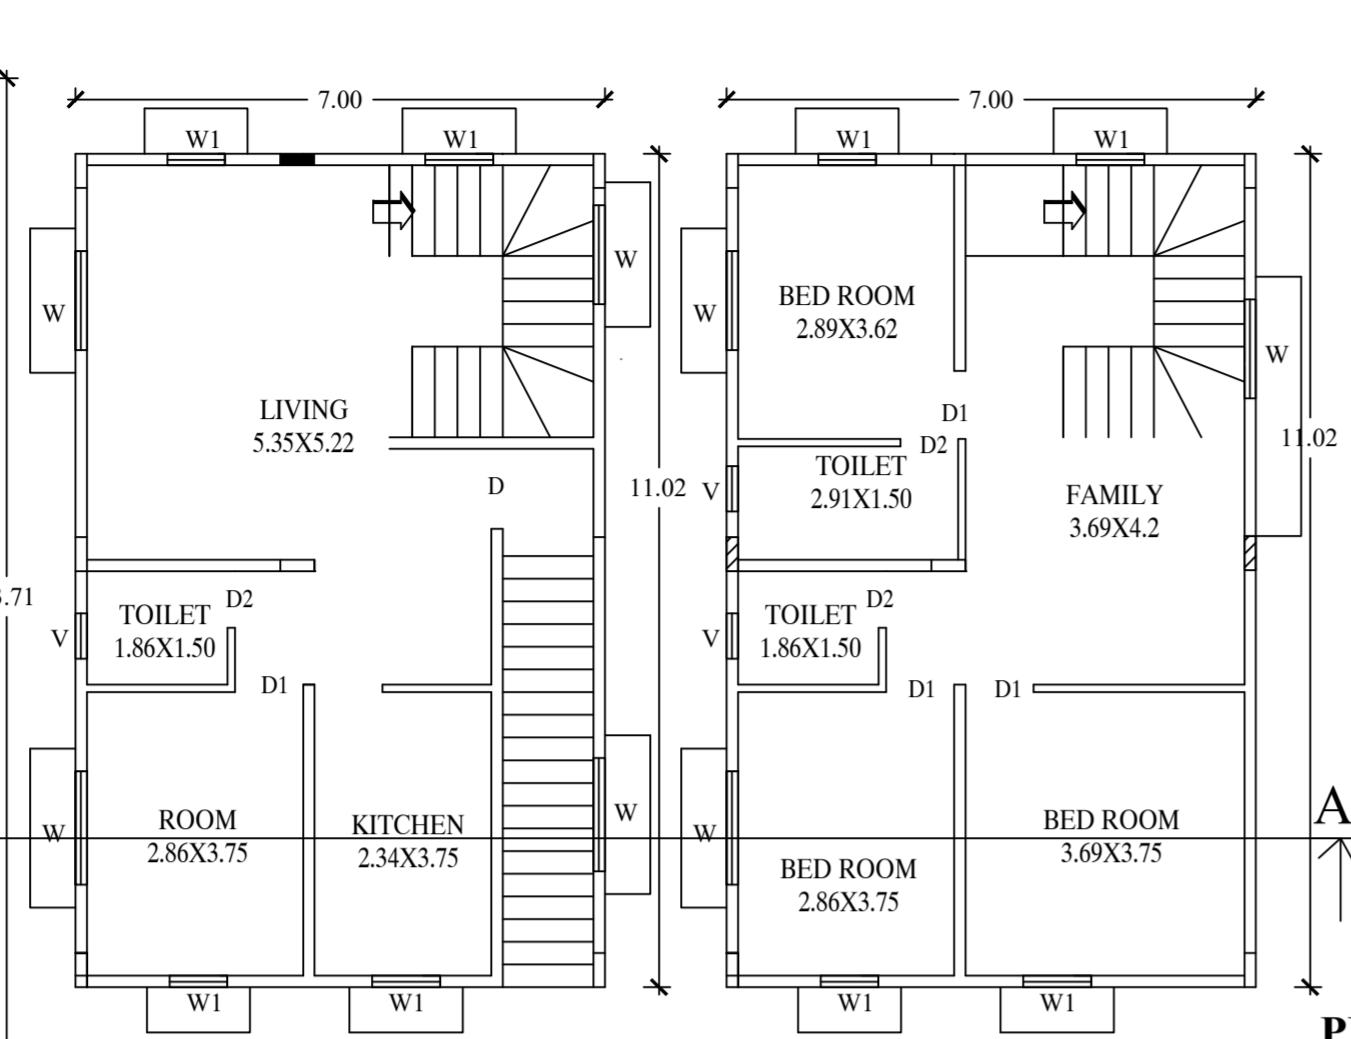 7.00
7.00
W1
W1
W1
W1
W
W
W
W
BED ROOM
2.89X3.62
LIVING
5.35X5.22
D1
D2
11.02
TOILET
2.91X1.50
D
11.02
V
FAMILY
3.69X4.2
.71
TOILET
1.86X1.50
D2
V
V
TOILET
1.86X1.50
D2
D1
D1
D1
W
ROOM
2.86X3.75
KITCHEN
2.34X3.75
W
W
BED ROOM
2.86X3.75
BED ROOM
3.69X3.75
A
W1
W1
W1
W1